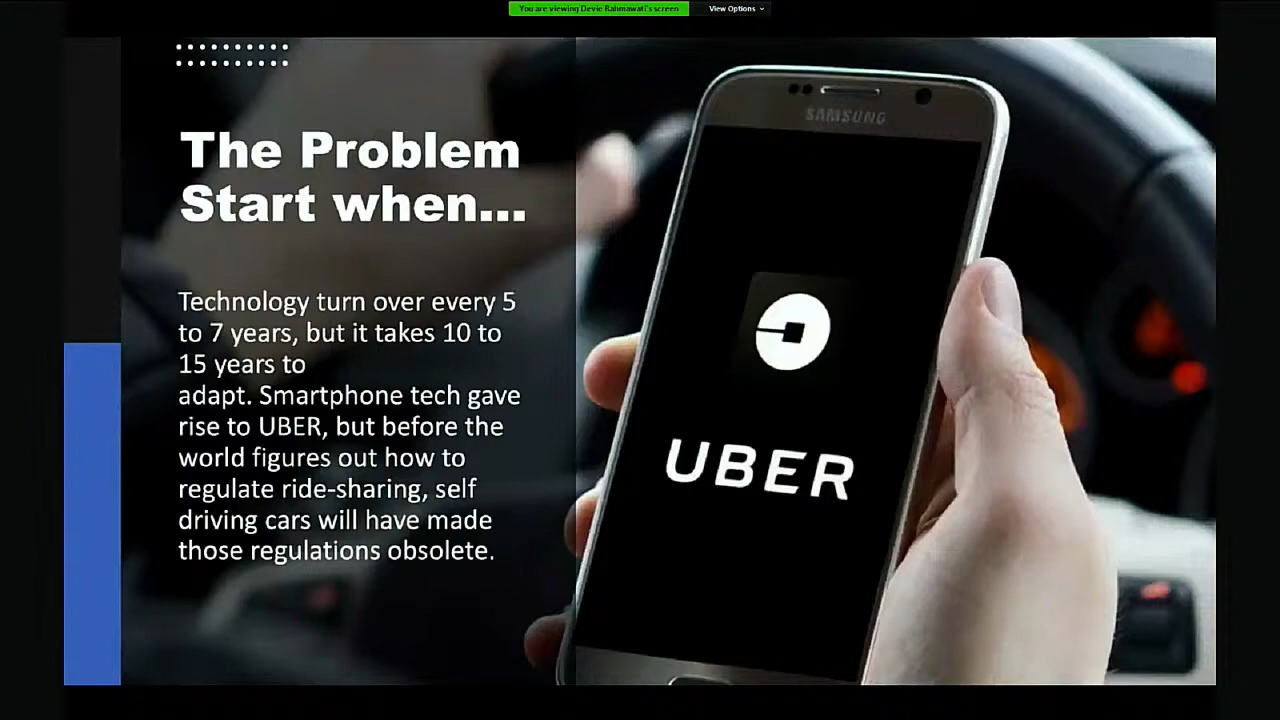 You are viewing Devie Rahmawati's screen
View Options
The Problem
Start when...
Technology turn over every 5
to 7 years, but it takes 10 to
15 years to
adapt. Smartphone tech gave
rise to UBER, but before the
world figures out how to
regulate ride-sharing, self
driving cars will have made
those regulations obsolete.
SAMSUNG
UBER